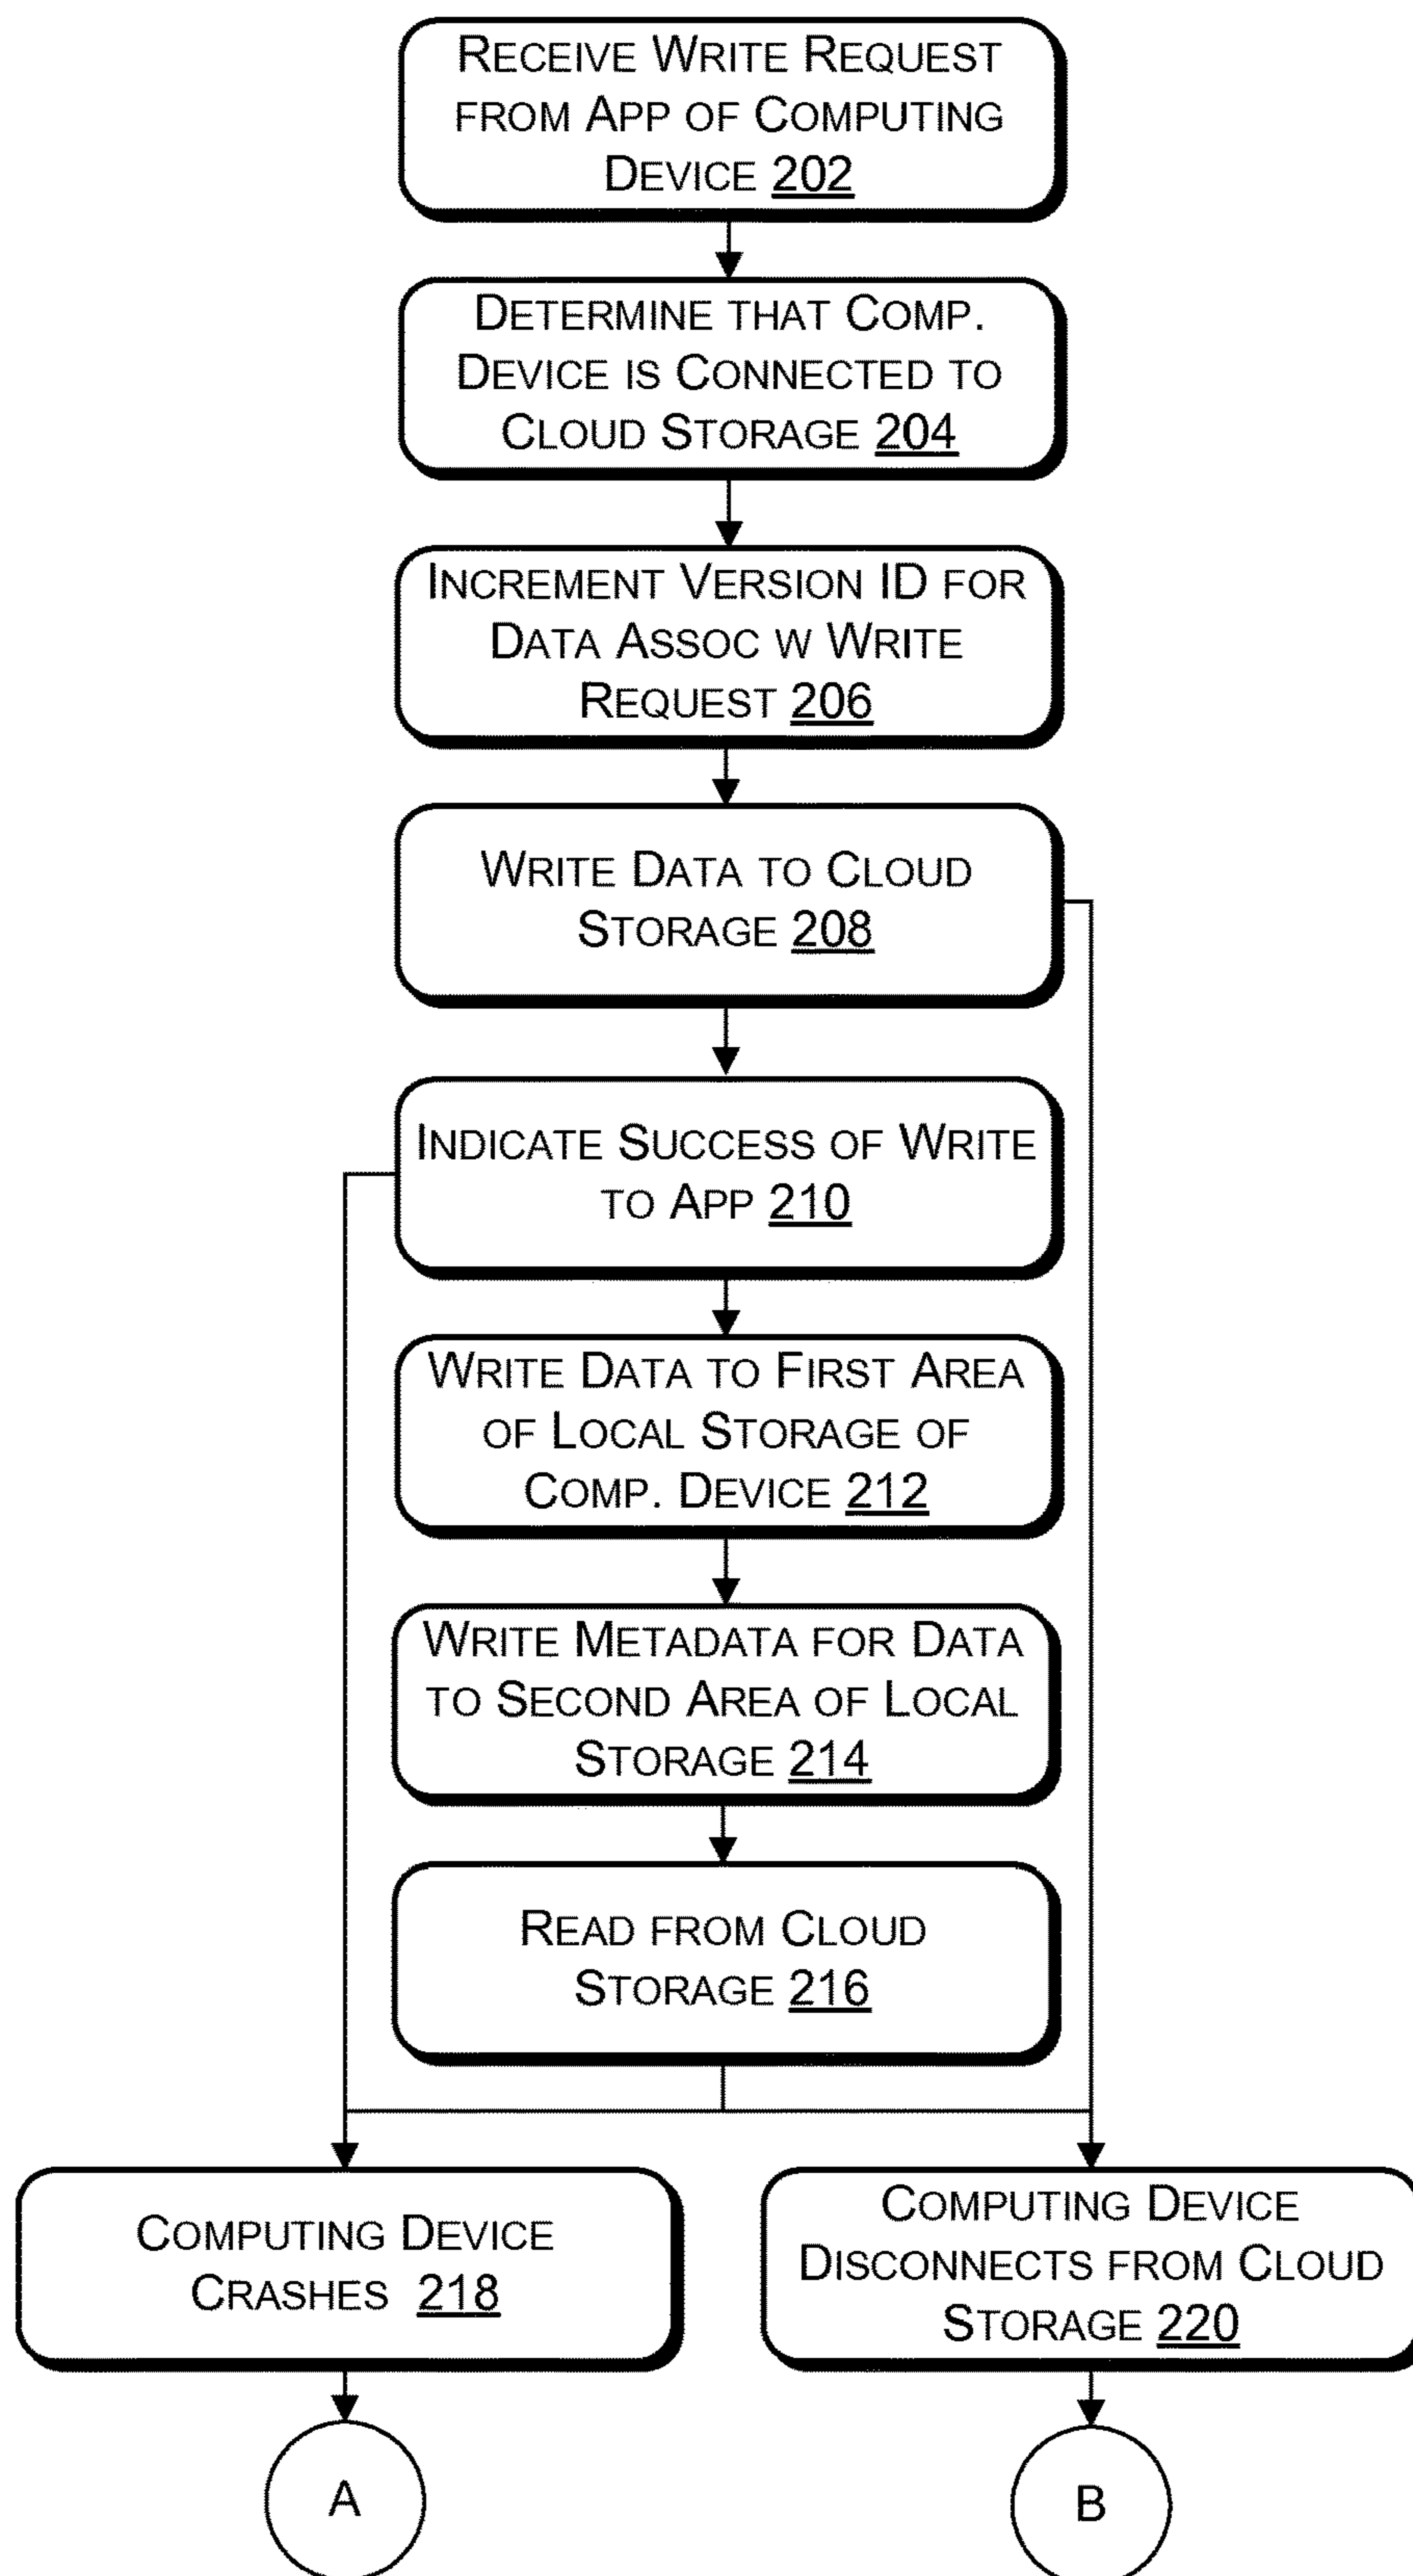 RECEIVE WRITE REQUEST
FROM APP OF COMPUTING
DEVICE 202
DETERMINE THAT COMP.
DEVICE IS CONNECTED TO
CLOUD STORAGE 204
INCREMENT VERSION ID FOR
DATA ASSOC W WRITE
REQUEST 206
WRITE DATA TO CLOUD
STORAGE 208
INDICATE SUCCESS OF WRITE
TO APP 210
WRITE DATA TO FIRST AREA
OF LOCAL STORAGE OF
COMP. DEVICE 212
WRITE METADATA FOR DATA
TO SECOND AREA OF LOCAL
STORAGE 214
READ FROM CLOUD
STORAGE 216
COMPUTING DEVICE
CRASHES 218
COMPUTING DEVICE
DISCONNECTS FROM CLOUD
STORAGE 220
A
B